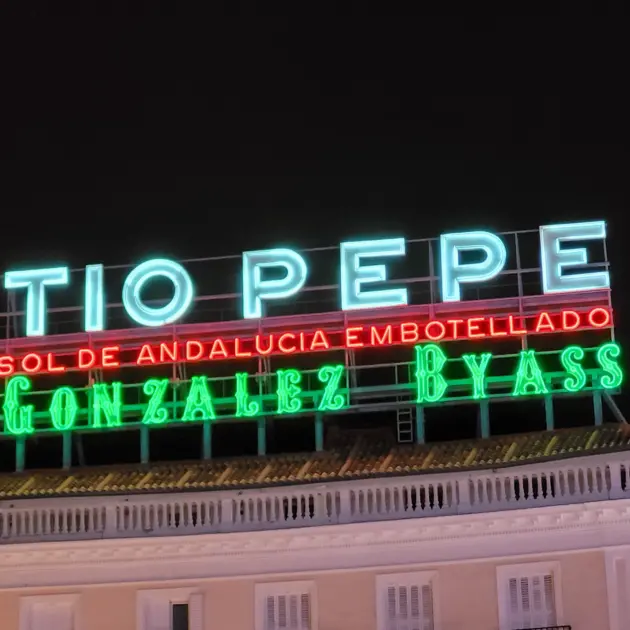 TIO PEPE
SOL DE ANDALUCIA EMBOTELLADO
GONZALEZ BYASS